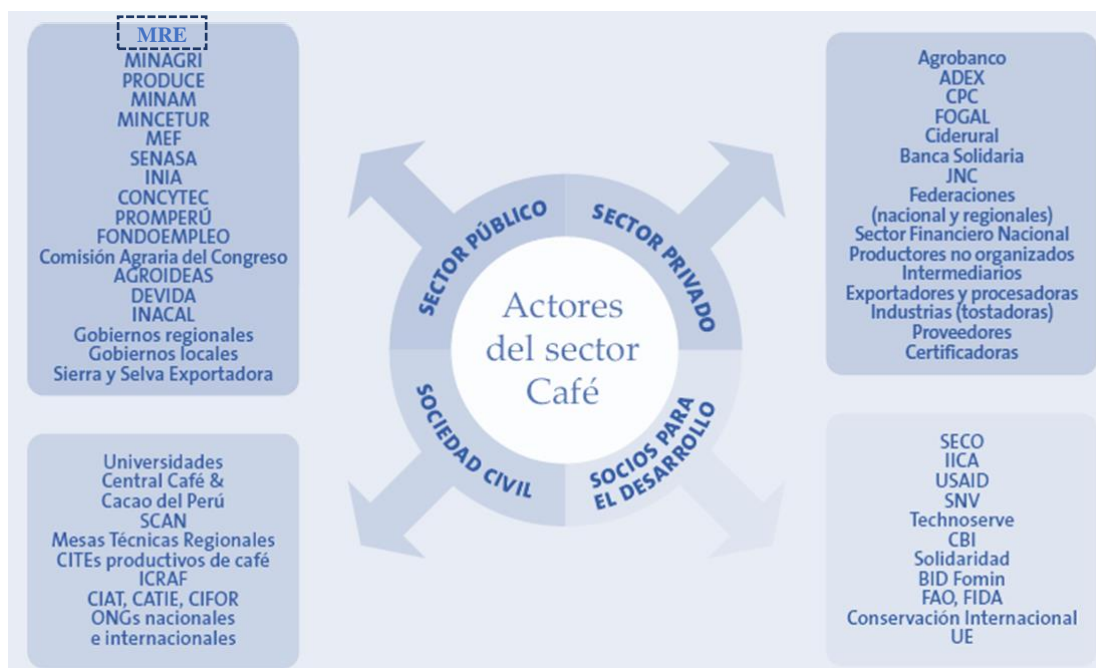 MRE
MINAGRI
PRODUCE
MINAM
MINCETUR
MEF
SENASA
INIA
CONCYTEC
PROMPERÚ
FONDOEMPLEO
Comisión Agraria del Congreso
AGROIDEAS
DEVIDA
INACAL
Gobiernos regionales
Gobiernos locales
Sierra y Selva Exportadora
Agrobanco
ADEX
CPC
FOGAL
Ciderural
Banca Solidaria
JNC
Federaciones
(nacional y regionales)
Sector Financiero Nacional
Productores no organizados
Intermediarios
Exportadores y procesadoras
Industrias (tostadoras)
Proveedores
Certificadoras
SECTOR PÚBLICO
SECTOR PRIVADO
Actores
del sector
Café
SOCIEDAD CIVIL
SOCIOS PARA
EL DESARROLLO
Universidades
Central Café &
Cacao del Perú
SCAN
Mesas Técnicas Regionales
CITEs productivos de café
ICRAF
CIAT, CATIE, CIFOR
ONGs nacionales
e internacionales
SECO
IICA
USAID
SNV
Technoserve
CBI
Solidaridad
BID Fomin
FAO, FIDA
Conservación Internacional
UE